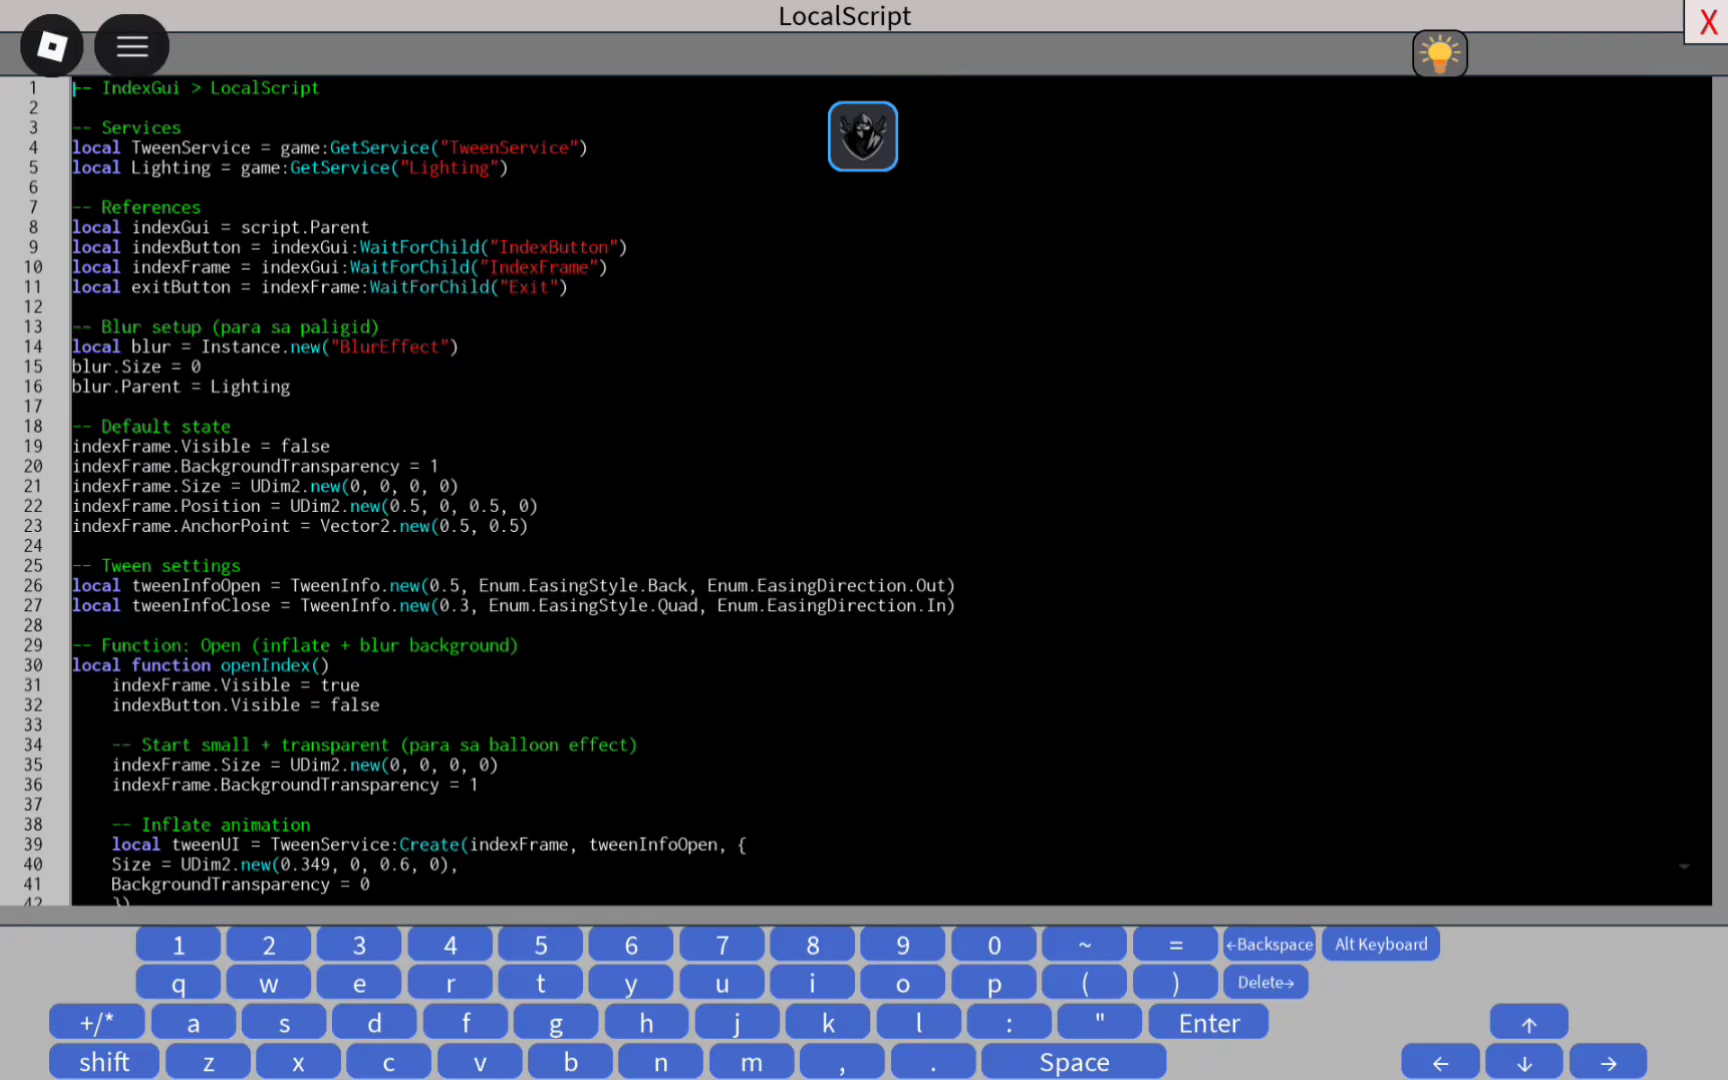 LocalScript
X
1 -- IndexGui > LocalScript
2
3 -- Services
4 local TweenService = game:GetService("TweenService")
5 local Lighting = game:GetService("Lighting")
6
7 -- References
8 local indexGui = script.Parent
9 local indexButton = indexGui:WaitForChild("IndexButton")
10 local indexFrame = indexGui:WaitForChild("IndexFrame")
11 local exitButton = indexFrame:WaitForChild("Exit")
12
13 -- Blur setup (para sa paligid)
14 local blur = Instance.new("BlurEffect")
15 blur.Size = 0
16 blur.Parent = Lighting
17
18 -- Default state
19 indexFrame.Visible = false
20 indexFrame.BackgroundTransparency = 1
21 indexFrame.Size = UDim2.new(0, 0, 0, 0)
22 indexFrame.Position = UDim2.new(0.5, 0, 0.5, 0)
23 indexFrame.AnchorPoint = Vector2.new(0.5, 0.5)
24
25 -- Tween settings
26 local tweenInfoOpen = TweenInfo.new(0.5, Enum.EasingStyle.Back, Enum.EasingDirection.Out)
27 local tweenInfoClose = TweenInfo.new(0.3, Enum.EasingStyle.Quad, Enum.EasingDirection.In)
28
29 -- Function: Open (inflate + blur background)
30 local function openIndex()
31     indexFrame.Visible = true
32     indexButton.Visible = false
33
34     -- Start small + transparent (para sa balloon effect)
35     indexFrame.Size = UDim2.new(0, 0, 0, 0)
36     indexFrame.BackgroundTransparency = 1
37
38     -- Inflate animation
39     local tweenUI = TweenService:Create(indexFrame, tweenInfoOpen, {
40     Size = UDim2.new(0.349, 0, 0.6, 0),
41     BackgroundTransparency = 0
42     })
1 2 3 4 5 6 7 8 9 0 ~ = ←Backspace Alt Keyboard
q w e r t y u i o p ( ) Delete→
+/* a s d f g h j k l : " Enter ↑
shift z x c v b n m , . Space ← ↓ →